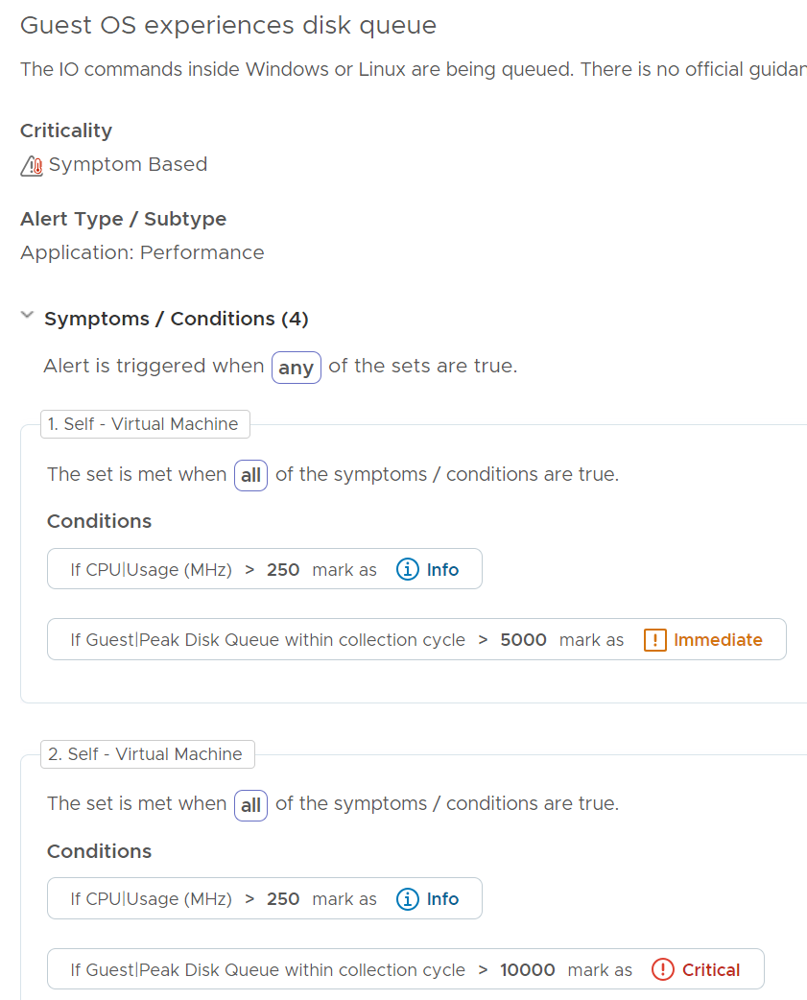 Guest OS experiences disk queue
The IO commands inside Windows or Linux are being queued. There is no official
Criticality
Symptom Based
Alert Type / Subtype
Application: Performance
Symptoms / Conditions (4)
Alert is triggered when any of the sets are true.
1. Self - Virtual Machine
The set is met when all of the symptoms / conditions are true.
Conditions
If CPU|Usage (MHz) > 250 mark as Info
If Guest|Peak Disk Queue within collection cycle > 5000 mark as Immediate
2. Self - Virtual Machine
The set is met when all of the symptoms / conditions are true.
Conditions
If CPU|Usage (MHz) > 250 mark as Info
If Guest|Peak Disk Queue within collection cycle > 10000 mark as Critical